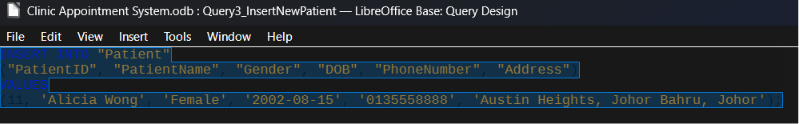 Clinic Appointment System.odb : Query3_InsertNewPatient — LibreOffice Base: Query Design
File Edit View Insert Tools Window Help
INSERT INTO "Patient"
("PatientID", "PatientName", "Gender", "DOB", "PhoneNumber", "Address")
VALUES
(11, 'Alicia Wong', 'Female', '2002-08-15', '0135558888', 'Austin Heights, Johor Bahru, Johor')